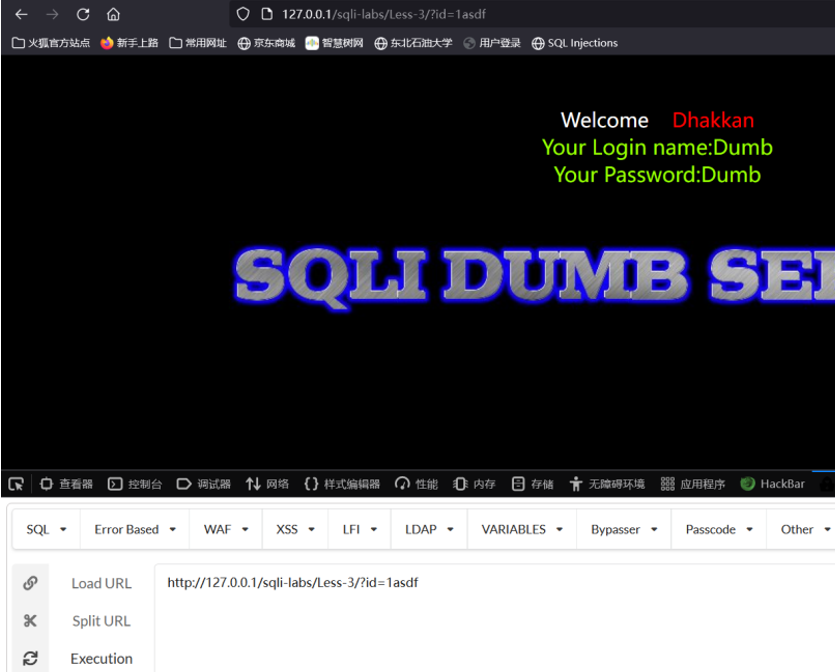 127.0.0.1/sqli-labs/Less-3/?id=1asdf
火狐官方站点 新手上路 常用网址 京东商城 智慧树网 东北石油大学 用户登录 SQL Injections
Welcome Dhakkan
Your Login name:Dumb
Your Password:Dumb
SQLI DUMB SE
查看器 控制台 调试器 网络 样式编辑器 性能 内存 存储 无障碍环境 应用程序 HackBar
SQL Error Based WAF XSS LFI LDAP VARIABLES Bypasser Passcode Other
Load URL http://127.0.0.1/sqli-labs/Less-3/?id=1asdf
Split URL
Execution